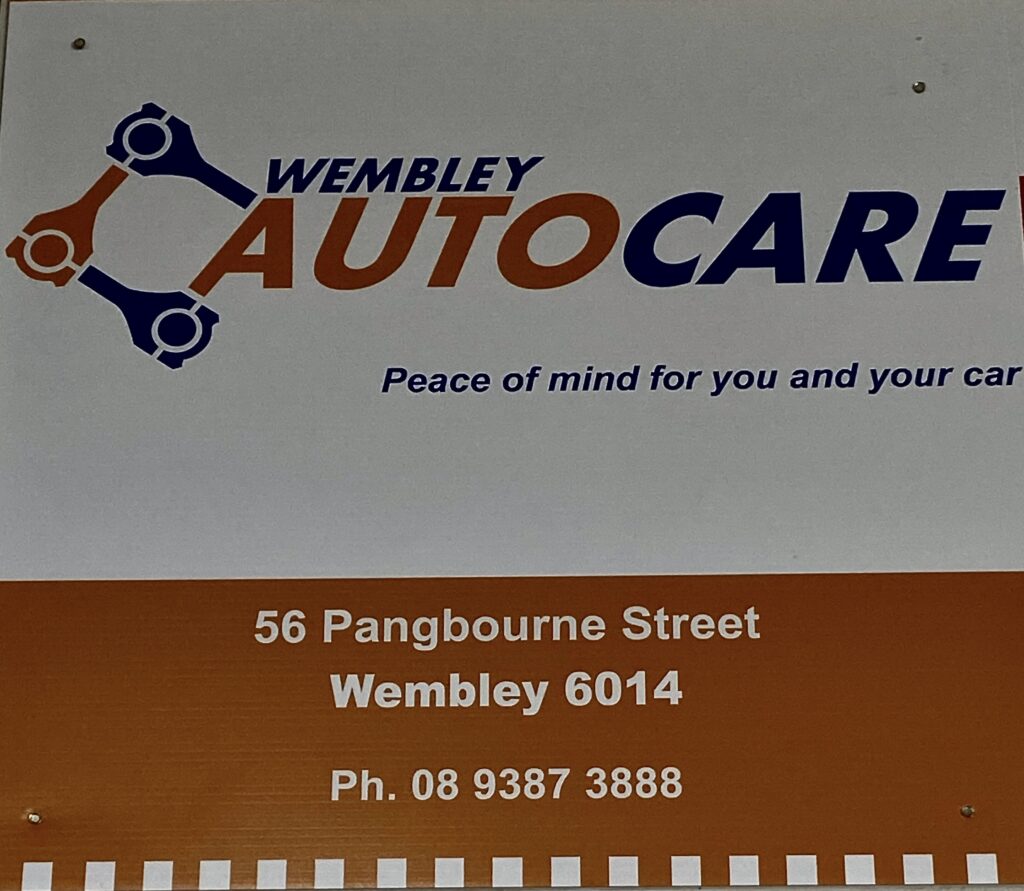 WEMBLEY
AUTOCARE
Peace of mind for you and your car
56 Pangbourne Street
Wembley 6014
Ph. 08 9387 3888